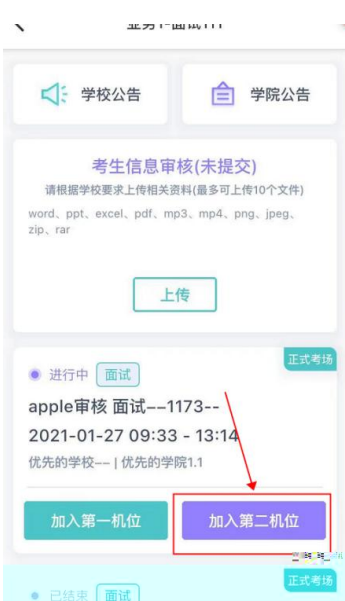 学校公告
学院公告
考生信息审核(未提交)
请根据学校要求上传相关资料(最多可上传10个文件)
word、ppt、excel、pdf、mp3、mp4、png、jpeg、
zip、rar
上传
正式考场
进行中 面试
apple审核 面试--1173--
2021-01-27 09:33 - 13:14
优先的学校-- | 优先的学院1.1
加入第一机位
加入第二机位
正式考场
已结束 面试